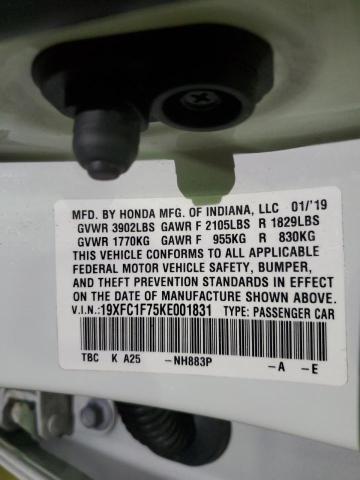 MFD. BY HONDA MFG. OF INDIANA, LLC 01/'19
GVWR 3902LBS GAWR F 2105LBS R 1829LBS
GVWR 1770KG GAWR F 955KG R 830KG
THIS VEHICLE CONFORMS TO ALL APPLICABLE
FEDERAL MOTOR VEHICLE SAFETY, BUMPER,
AND THEFT PREVENTION STANDARDS IN EFFECT
ON THE DATE OF MANUFACTURE SHOWN ABOVE.
V.I.N.:19XFC1F75KE001831 TYPE: PASSENGER CAR
TBC K A25 -NH883P -A -E